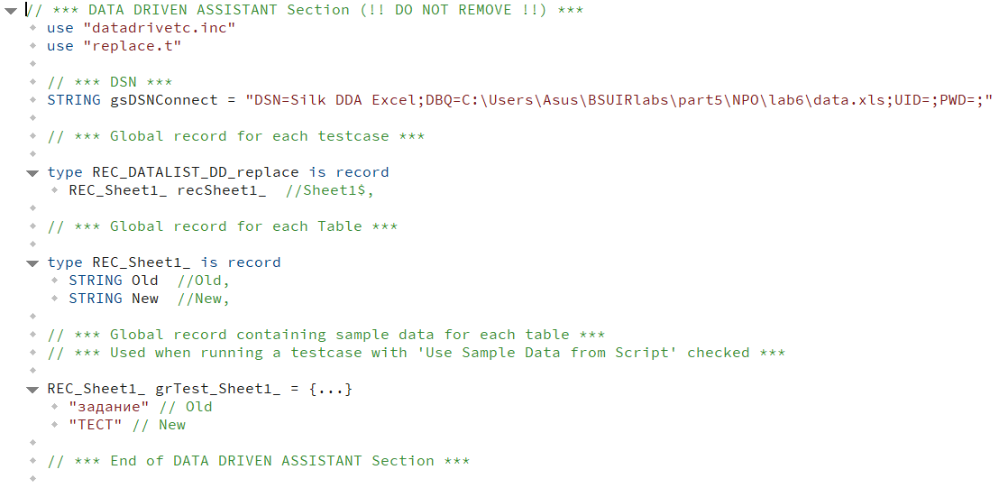 // *** DATA DRIVEN ASSISTANT Section (!! DO NOT REMOVE !!) ***
use "datadrivetc.inc"
use "replace.t"
// *** DSN ***
STRING gsDSNConnect = "DSN=Silk DDA Excel;DBQ=C:\Users\Asus\BSUIRlabs\part5\NPO\lab6\data.xls;UID=;PWD=;"
// *** Global record for each testcase ***
type REC_DATALIST_DD_replace is record
REC_Sheet1_ recSheet1_  //Sheet1$,
// *** Global record for each Table ***
type REC_Sheet1_ is record
STRING Old  //Old,
STRING New  //New,
// *** Global record containing sample data for each table ***
// *** Used when running a testcase with 'Use Sample Data from Script' checked ***
REC_Sheet1_ grTest_Sheet1_ = {...}
"задание" // Old
"ТЕСТ" // New
// *** End of DATA DRIVEN ASSISTANT Section ***